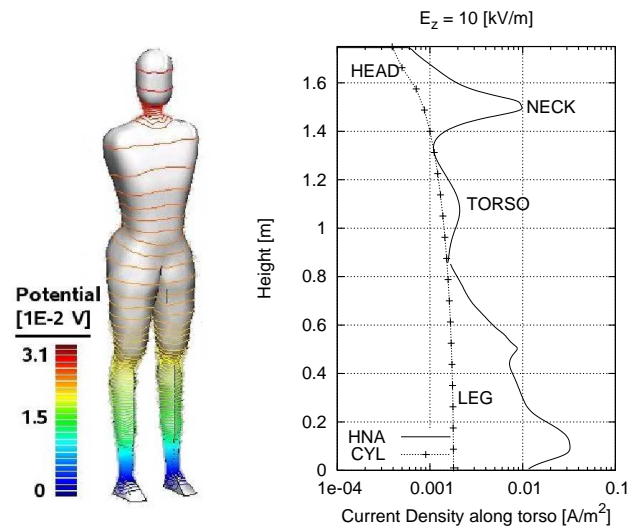 Potential
[1E-2 V]
3.1
1.5
0
E_z = 10 [kV/m]
Height [m]
1.6
1.4
1.2
1
0.8
0.6
0.4
0.2
0
HEAD
NECK
TORSO
LEG
HNA
CYL
1e-04
0.001
0.01
0.1
Current Density along torso [A/m²]